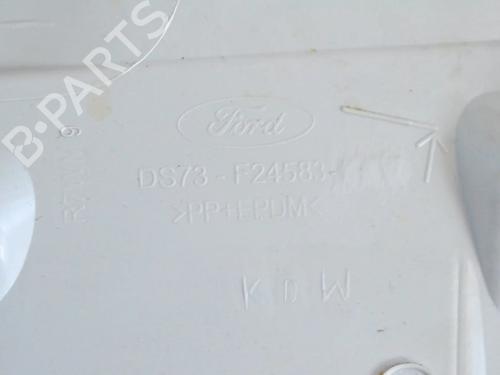 B-PARTS
Ford
DS73-F24583-
>PP+EPDM<
K D W